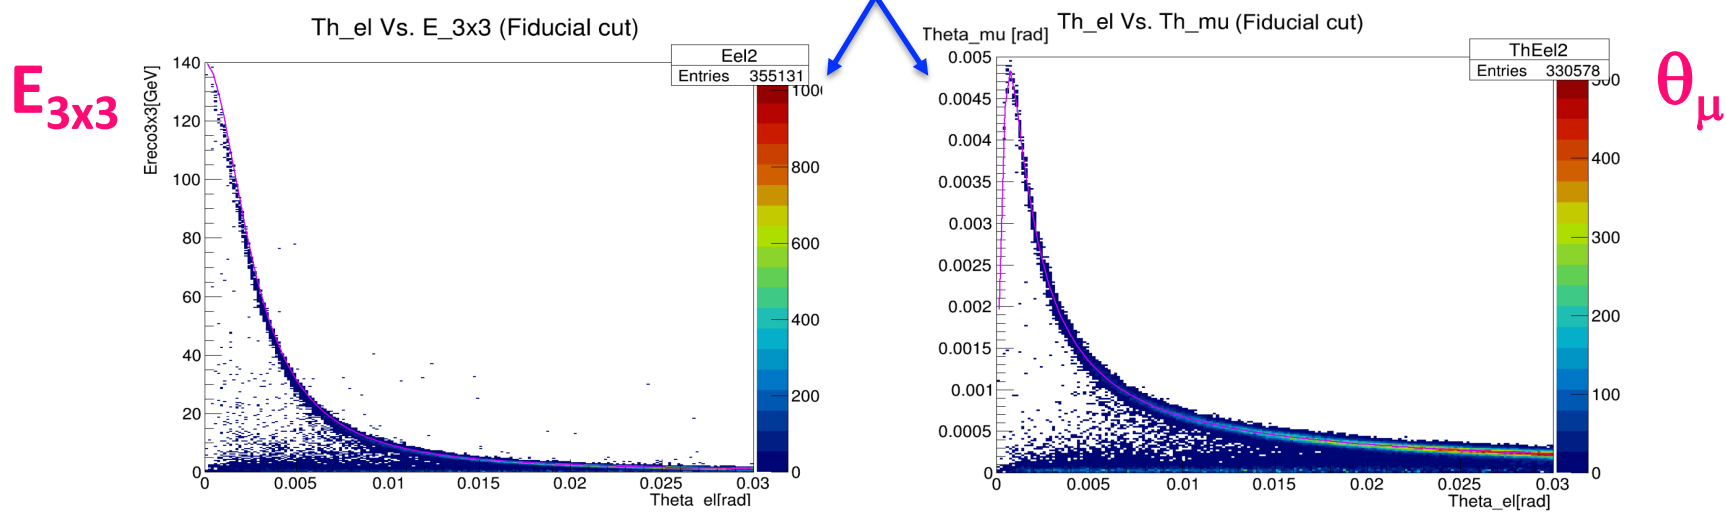 Th_el Vs. E_3x3 (Fiducial cut)
Th_el Vs. Th_mu (Fiducial cut)
E3x3
θμ
Ereco3x3[GeV]
Eel2
Entries 355131
140
120
100
80
60
40
20
0
0 0.005 0.01 0.015 0.02 0.025 0.03
Theta_el[rad]
800
600
400
200
0
Theta_mu [rad]
ThEel2
Entries 330578
0.005
0.0045
0.004
0.0035
0.003
0.0025
0.002
0.0015
0.001
0.0005
0
0 0.005 0.01 0.015 0.02 0.025 0.03
Theta_el[rad]
400
300
200
100
0